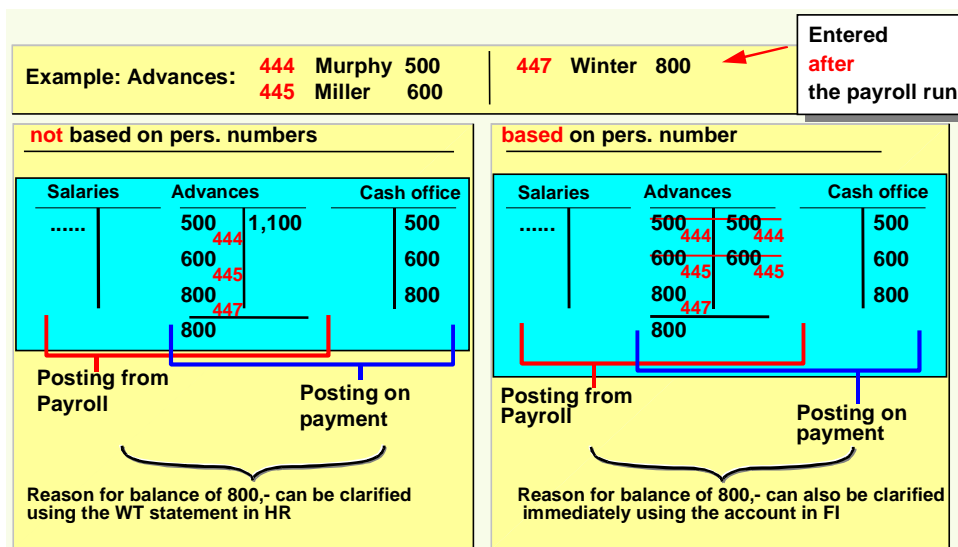 Example: Advances: 444 Murphy 500
445 Miller 600
447 Winter 800
Entered
after
the payroll run
not based on pers. numbers
Salaries Advances Cash office
...... 500 1,100 500
444
600 600
445
800 800
447
800
Posting from
Payroll
Posting on
payment
Reason for balance of 800,- can be clarified
using the WT statement in HR
based on pers. number
Salaries Advances Cash office
...... 500 500 500
444 444
600 600 600
445 445
800 800
447
800
Posting from
Payroll
Posting on
payment
Reason for balance of 800,- can also be clarified
immediately using the account in FI